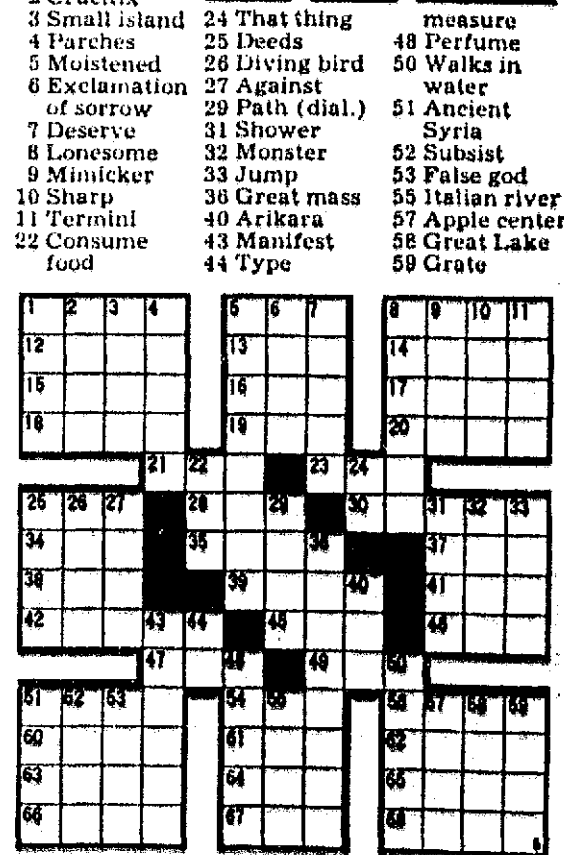 2 Crucifix
3 Small island
4 Parches
5 Moistened
6 Exclamation
of sorrow
7 Deserve
8 Lonesome
9 Mimicker
10 Sharp
11 Termini
22 Consume
food
24 That thing
25 Deeds
26 Diving bird
27 Against
29 Path (dial.)
31 Shower
32 Monster
33 Jump
36 Great mass
40 Arikara
43 Manifest
44 Type
measure
48 Perfume
50 Walks in
water
51 Ancient
Syria
52 Subsist
53 False god
55 Italian river
57 Apple center
58 Great Lake
59 Grate
1 2 3 4 5 6 7 8 9 10 11
12 13 14
15 16 17
18 19 20
21 22 23 24
25 26 27 28 29 30 31 32 33
34 35 36 37
38 39 40 41
42 43 44 45 46
47 48 49 50
51 52 53 54 55 56 57 58 59
60 61 62
63 64 65
66 67 68